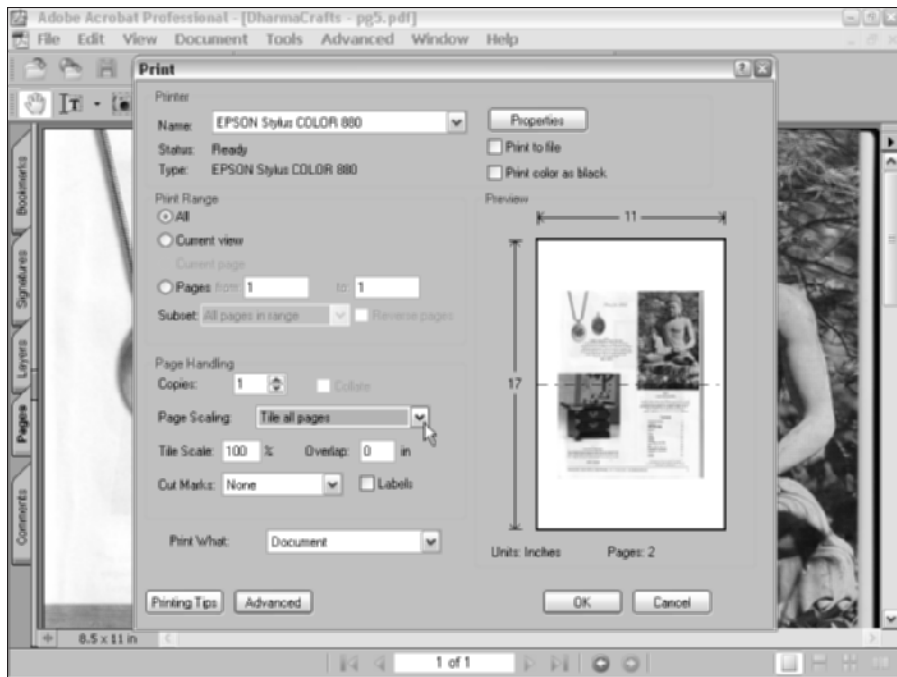 Adobe Acrobat Professional - [DharmaCrafts - pg5.pdf]
File Edit View Document Tools Advanced Window Help
Print
Printer
Name: EPSON Stylus COLOR 880
Properties
Status: Ready
Print to file
Type: EPSON Stylus COLOR 880
Print color as black
Print Range
All
Current view
Current page
Pages from: 1 to: 1
Subset: All pages in range
Reverse pages
Preview
11
17
Units: Inches Pages: 2
Page Handling
Copies: 1
Collate
Page Scaling: Tile all pages
Tile Scale: 100 % Overlap: 0 in
Cut Marks: None
Labels
Print What: Document
Printing Tips
Advanced
OK
Cancel
Bookmarks
Signatures
Layers
Pages
Comments
8.5 x 11 in
1 of 1